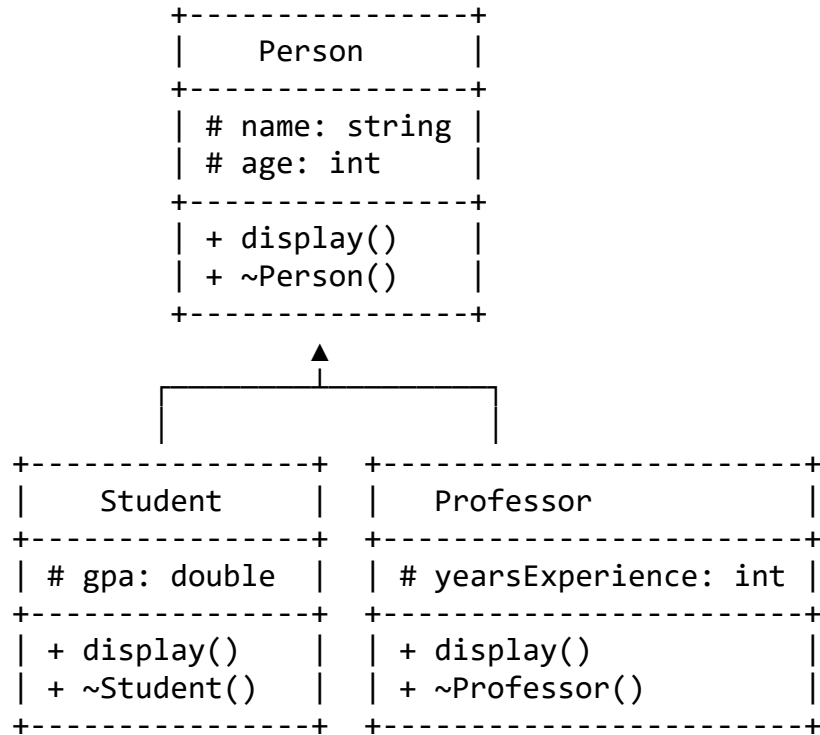 Person
# name: string
# age: int
+ display()
+ ~Person()
Student
# gpa: double
+ display()
+ ~Student()
Professor
# yearsExperience: int
+ display()
+ ~Professor()